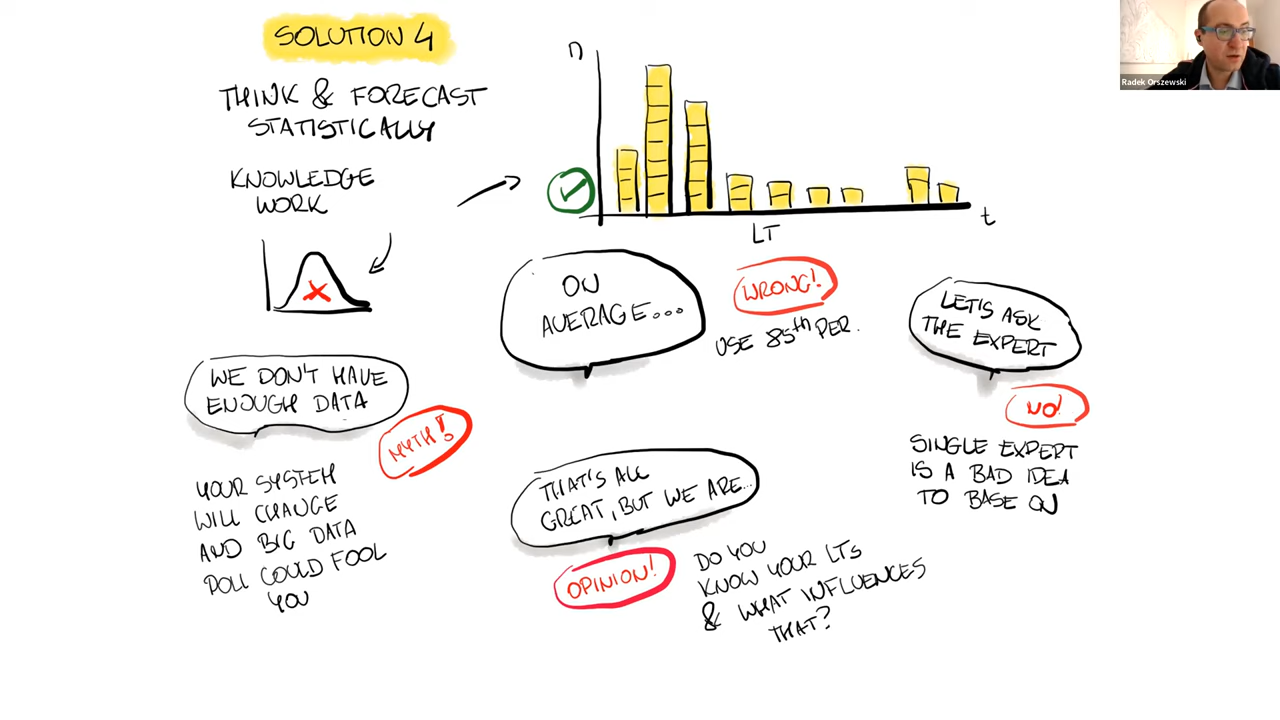 SOLUTION 4
THINK & FORECAST
STATISTICALLY
KNOWLEDGE
WORK
n
t
LT
ON
AVERAGE...
WRONG!
USE 85th PER.
LET'S ASK
THE EXPERT
NO!
SINGLE EXPERT
IS A BAD IDEA
TO BASE ON
WE DON'T HAVE
ENOUGH DATA
MYTH!
YOUR SYSTEM
WILL CHANGE
AND BIG DATA
POLL COULD FOOL
YOU
THAT'S ALL
GREAT, BUT WE ARE...
OPINION!
DO YOU
KNOW YOUR LTs
& WHAT INFLUENCES
THAT?
Radek Orszewski